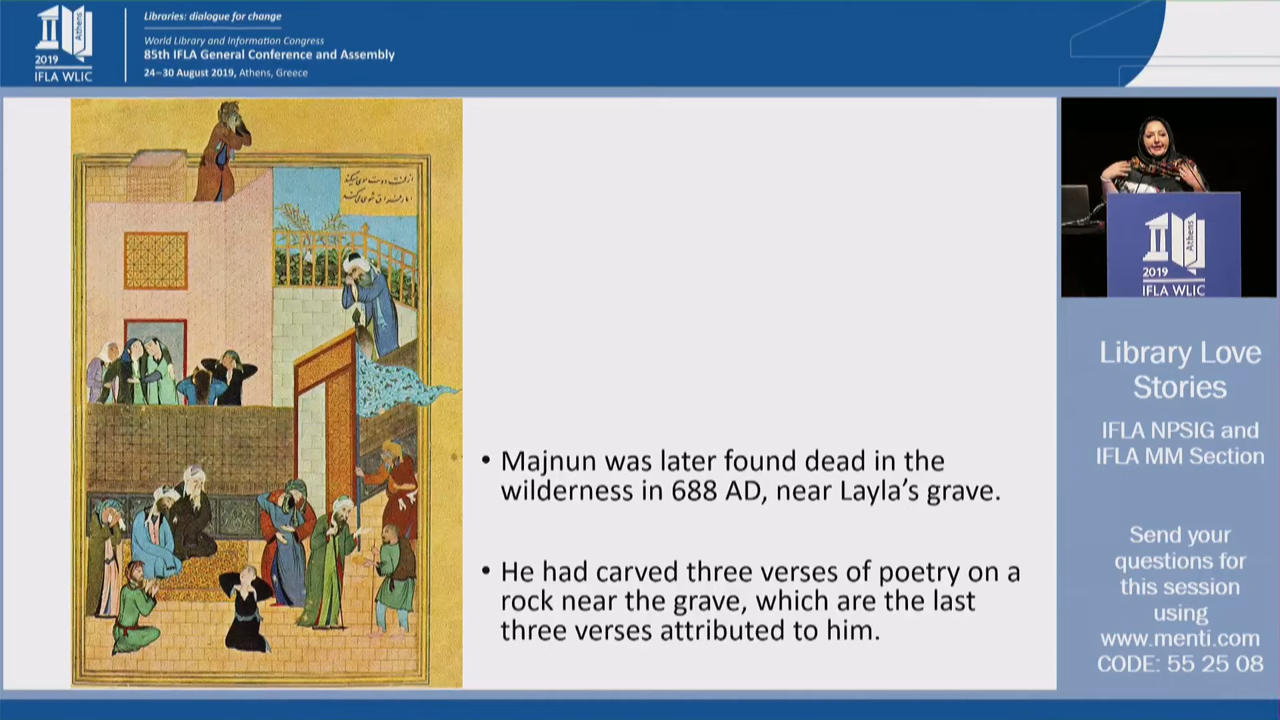 Libraries: dialogue for change
World Library and Information Congress
85th IFLA General Conference and Assembly
24–30 August 2019, Athens, Greece
Athens
2019
IFLA WLIC
• Majnun was later found dead in the
wilderness in 688 AD, near Layla’s grave.
• He had carved three verses of poetry on a
rock near the grave, which are the last
three verses attributed to him.
Athens
2019
IFLA WLIC
Library Love
Stories
IFLA NPSIG and
IFLA MM Section
Send your
questions for
this session
using
www.menti.com
CODE: 55 25 08